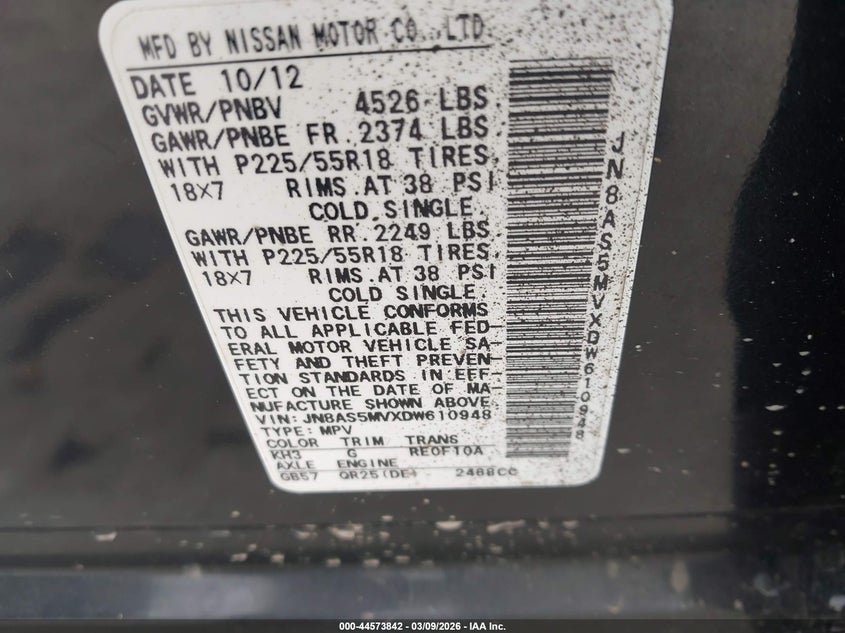 MFD BY NISSAN MOTOR CO., LTD.
DATE 10/12
GVWR/PNBV 4526 LBS
GAWR/PNBE FR. 2374 LBS.
WITH P225/55R18 TIRES,
18X7 RIMS AT 38 PSI
COLD SINGLE.
GAWR/PNBE RR. 2249 LBS.
WITH P225/55R18 TIRES,
18X7 RIMS AT 38 PSI
COLD SINGLE.
THIS VEHICLE CONFORMS
TO ALL APPLICABLE FED-
ERAL MOTOR VEHICLE SA-
FETY AND THEFT PREVEN-
TION STANDARDS IN EFF-
ECT ON THE DATE OF MA-
NUFACTURE SHOWN ABOVE.
VIN: JN8AS5MVXDW610948
TYPE: MPV
COLOR TRIM TRANS
KH3 G RE0F10A
AXLE ENGINE
GB57 QR25(DE) 2488CC
JN8AS5MVXDW610948
000-44573842 / 03/09/2026 - IAA Inc.